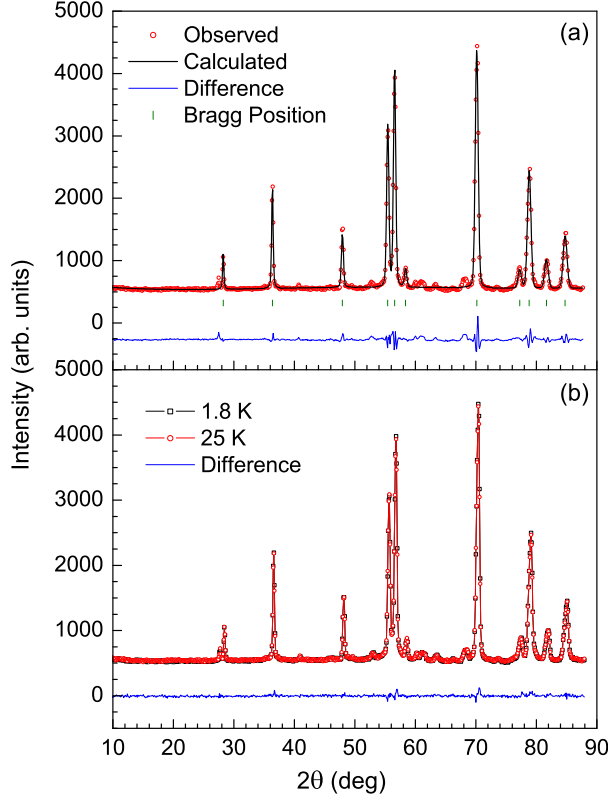 5000
(a)
Observed
Calculated
4000
Difference
Bragg Position
3000
2000
1000
0
Intensity (arb. units)
5000
(b)
1.8 K
4000
25 K
Difference
3000
2000
1000
0
10 20 30 40 50 60 70 80 90
2θ (deg)